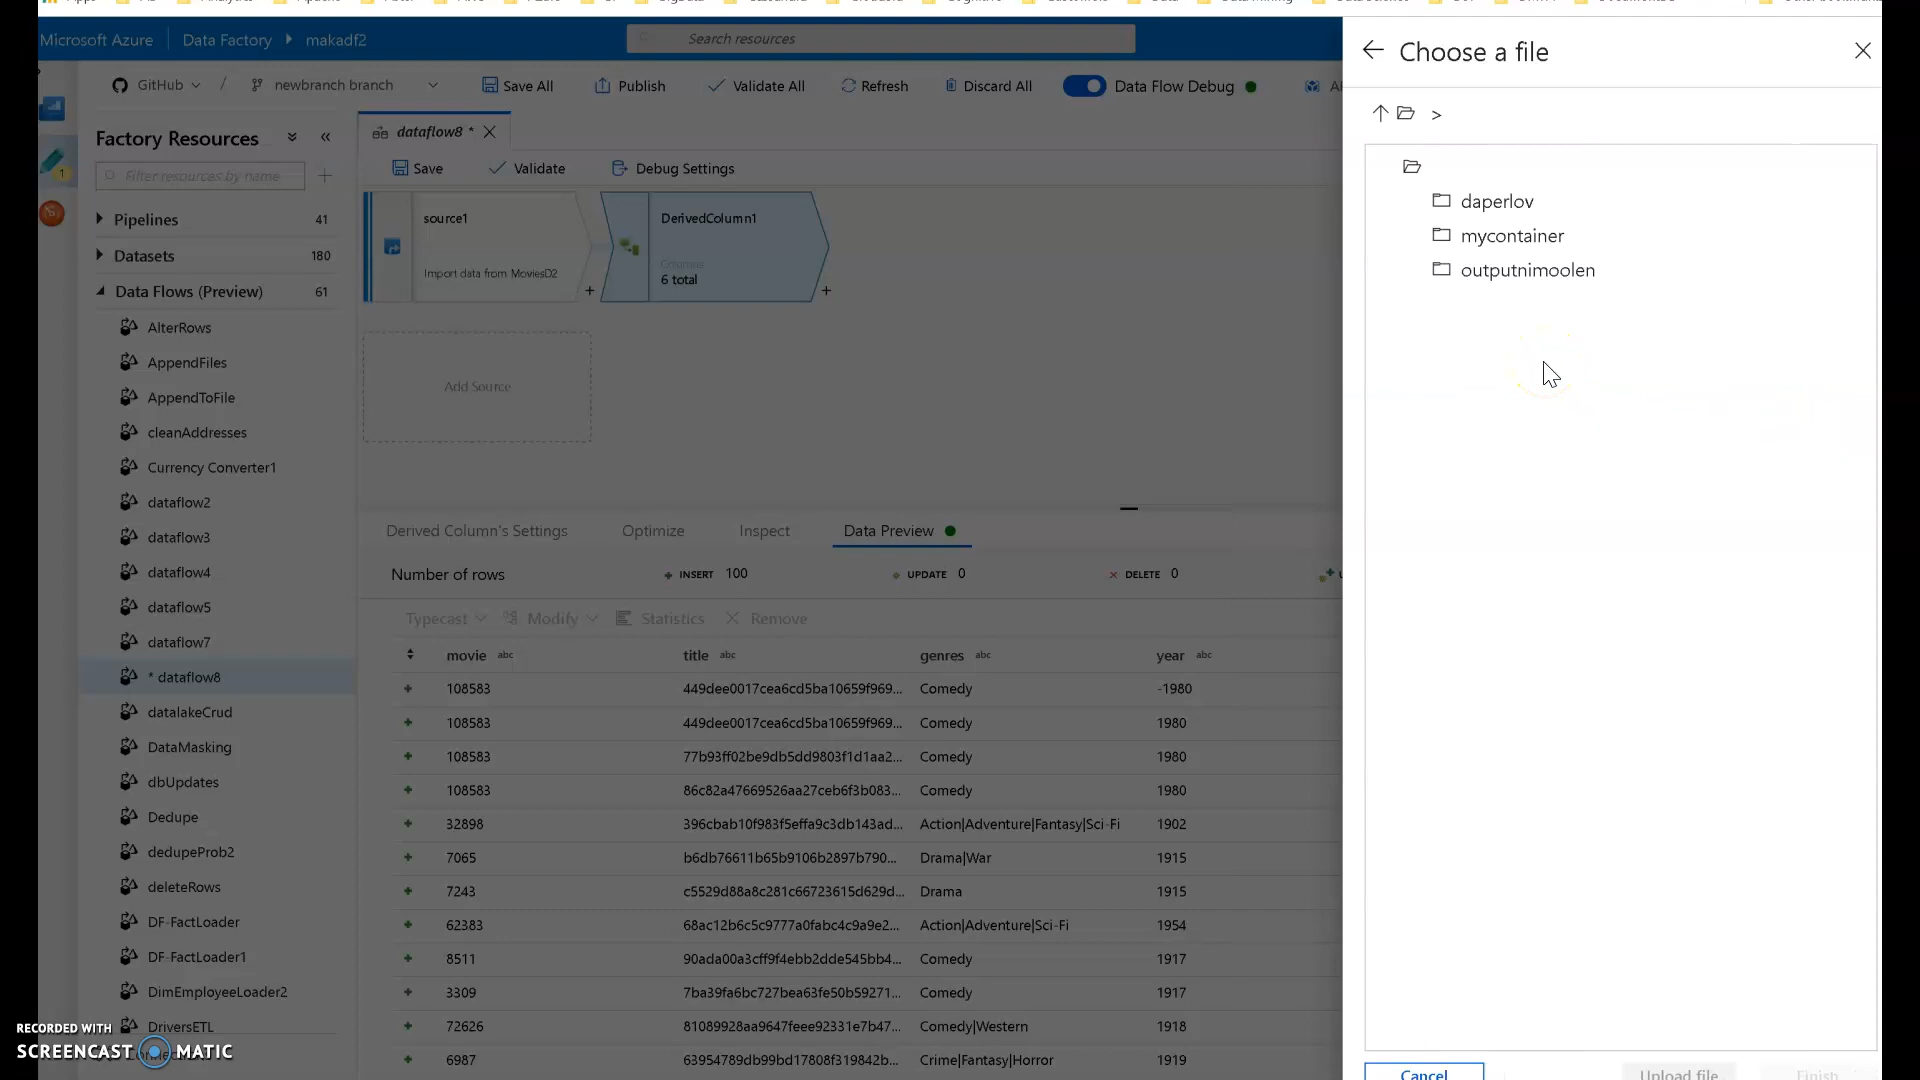 Microsoft Azure
Data Factory
makadf2
Search resources
GitHub
/
newbranch branch
Save All
Publish
Validate All
Refresh
Discard All
Data Flow Debug
1
Factory Resources
Filter resources by name
Pipelines 41
Datasets 180
Data Flows (Preview) 61
AlterRows
AppendFiles
AppendToFile
cleanAddresses
Currency Converter1
dataflow2
dataflow3
dataflow4
dataflow5
dataflow7
* dataflow8
datalakeCrud
DataMasking
dbUpdates
Dedupe
dedupeProb2
deleteRows
DF-FactLoader
DF-FactLoader1
DimEmployeeLoader2
DriversETL
dataflow8 *
Save
Validate
Debug Settings
source1
Import data from MoviesD2
+
DerivedColumn1
Columns
6 total
+
Add Source
Derived Column's Settings
Optimize
Inspect
Data Preview
Number of rows
INSERT 100
UPDATE 0
DELETE 0
Typecast
Modify
Statistics
Remove
movie abc title abc genres abc year abc
108583 449dee0017cea6cd5ba10659f969... Comedy -1980
108583 449dee0017cea6cd5ba10659f969... Comedy 1980
108583 77b93ff02be9db5dd9803f1d1aa2... Comedy 1980
108583 86c82a47669526aa27ceb6f3b083... Comedy 1980
32898 396cbab10f983f5effa9c3db143ad... Action|Adventure|Fantasy|Sci-Fi 1902
7065 b6db76611b65b9106b2897b790... Drama|War 1915
7243 c5529d88a8c281c66723615d629d... Drama 1915
62383 68ac12b6c5c9777a0fabc4c9a9e2... Action|Adventure|Sci-Fi 1954
8511 90ada00a3cff9f4ebb2dde545bb4... Comedy 1917
3309 7ba39fa6bc727bea63fe50b59271... Comedy 1917
72626 81089928aa9647feee92331e7b47... Comedy|Western 1918
6987 63954789db99bd17808f319842b... Crime|Fantasy|Horror 1919
Choose a file
>
daperlov
mycontainer
outputnimoolen
Cancel
Upload file
Finish
RECORDED WITH
SCREENCAST MATIC